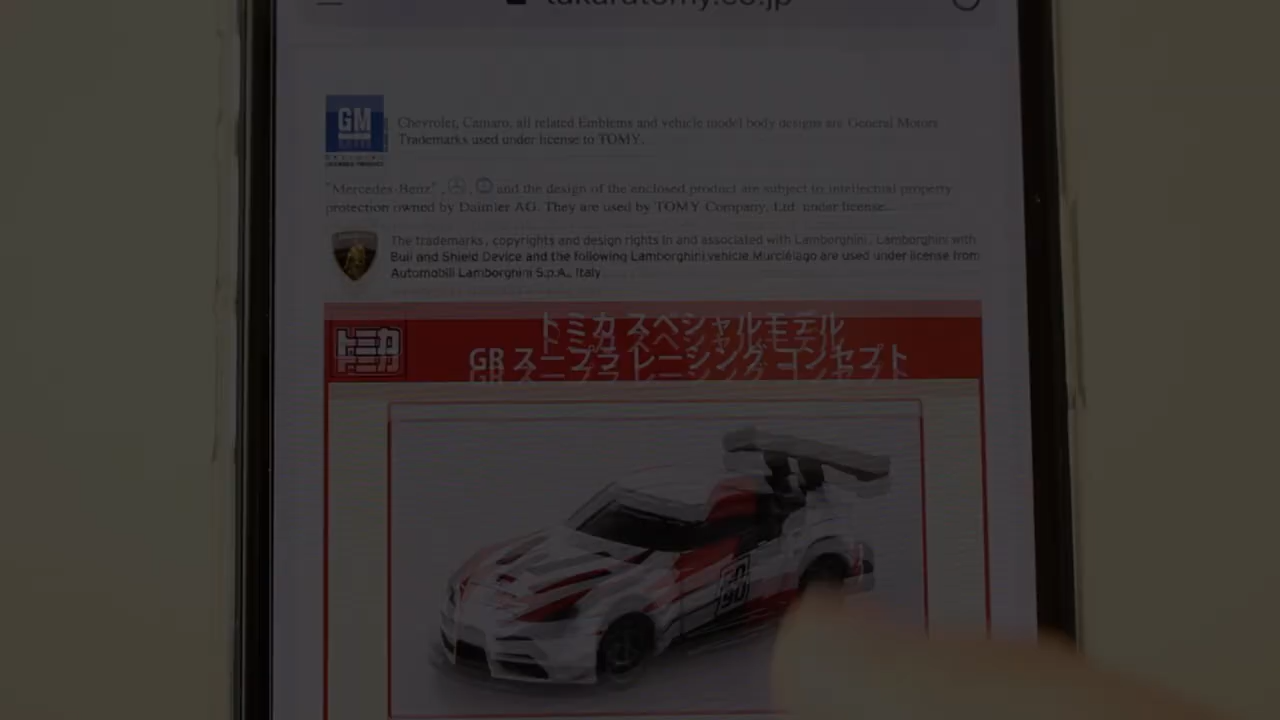 takaratomy.co.jp
GM
Chevrolet, Camaro, all related Emblems and vehicle model body designs are General Motors
Trademarks used under license to TOMY.
"Mercedes-Benz", and the design of the enclosed product are subject to intellectual property
protection owned by Daimler AG. They are used by TOMY Company, Ltd. under license.
The trademarks, copyrights and design rights in and associated with Lamborghini, Lamborghini with
Bull and Shield Device and the following Lamborghini vehicle Murciélago are used under license from
Automobili Lamborghini S.p.A., Italy
トミカ
トミカ スペシャルモデル
GR スープラ レーシング コンセプト
90